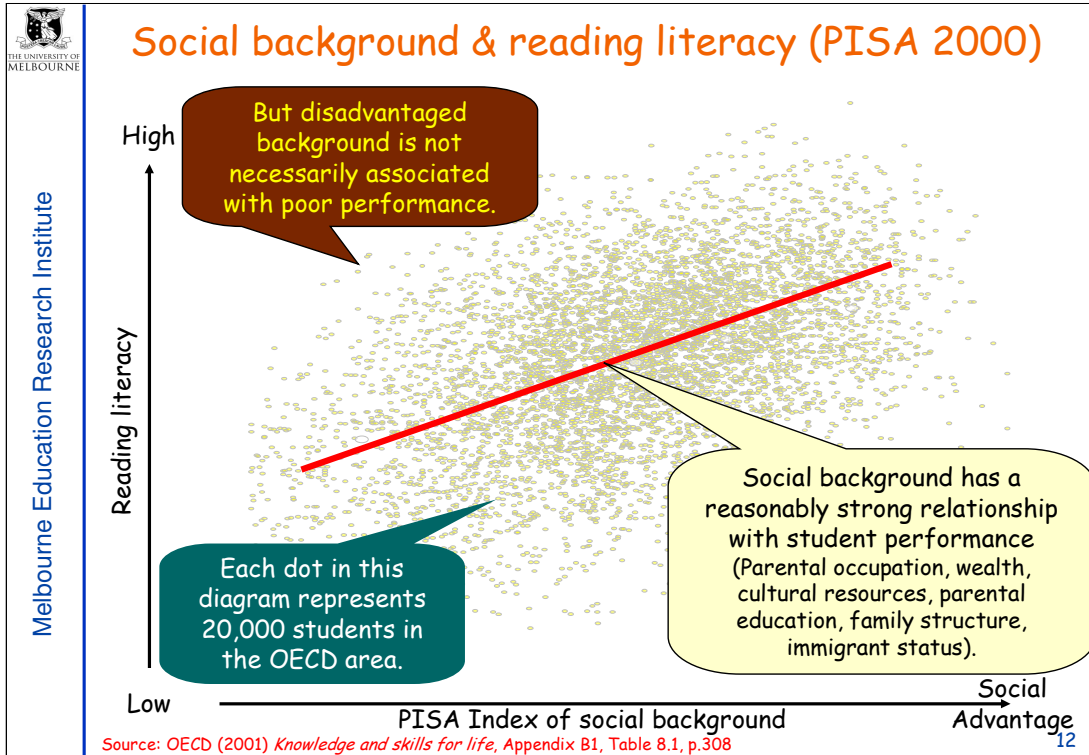 THE UNIVERSITY OF
MELBOURNE
Melbourne Education Research Institute
Social background & reading literacy (PISA 2000)
High
Reading literacy
But disadvantaged
background is not
necessarily associated
with poor performance.
Each dot in this
diagram represents
20,000 students in
the OECD area.
Social background has a
reasonably strong relationship
with student performance
(Parental occupation, wealth,
cultural resources, parental
education, family structure,
immigrant status).
Low
PISA Index of social background
Social
Advantage
Source: OECD (2001) Knowledge and skills for life, Appendix B1, Table 8.1, p.308
12